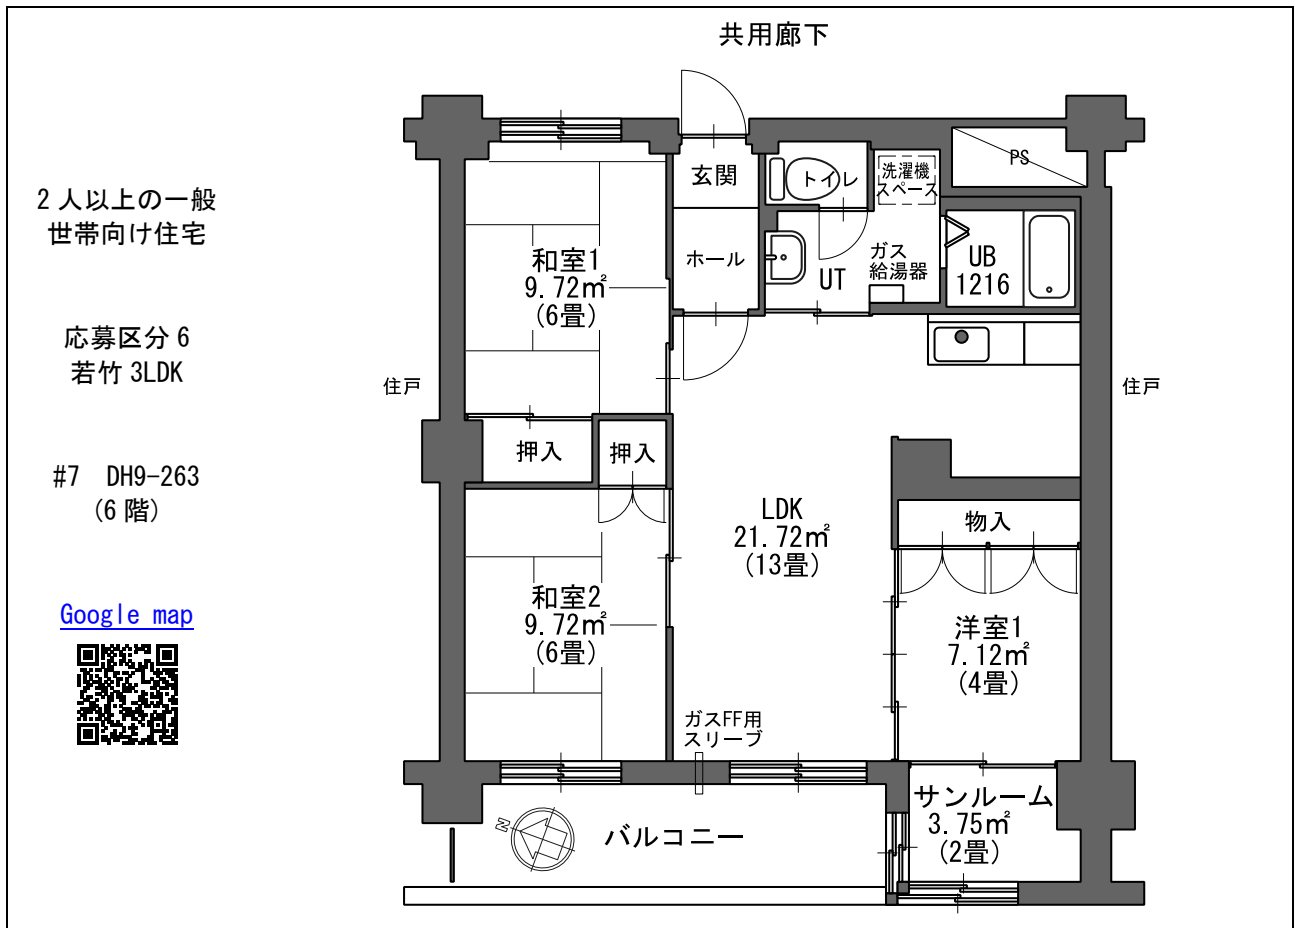 共用廊下
2人以上の一般
世帯向け住宅
応募区分6
若竹 3LDK
#7 DH9-263
(6階)
Google map
玄関
トイレ
洗濯機
スペース
PS
ホール
UT
ガス
給湯器
UB
1216
和室1
9.72㎡
(6畳)
住戸
住戸
押入
押入
LDK
21.72㎡
(13畳)
物入
和室2
9.72㎡
(6畳)
洋室1
7.12㎡
(4畳)
ガスFF用
スリーブ
サンルーム
3.75㎡
(2畳)
N
バルコニー